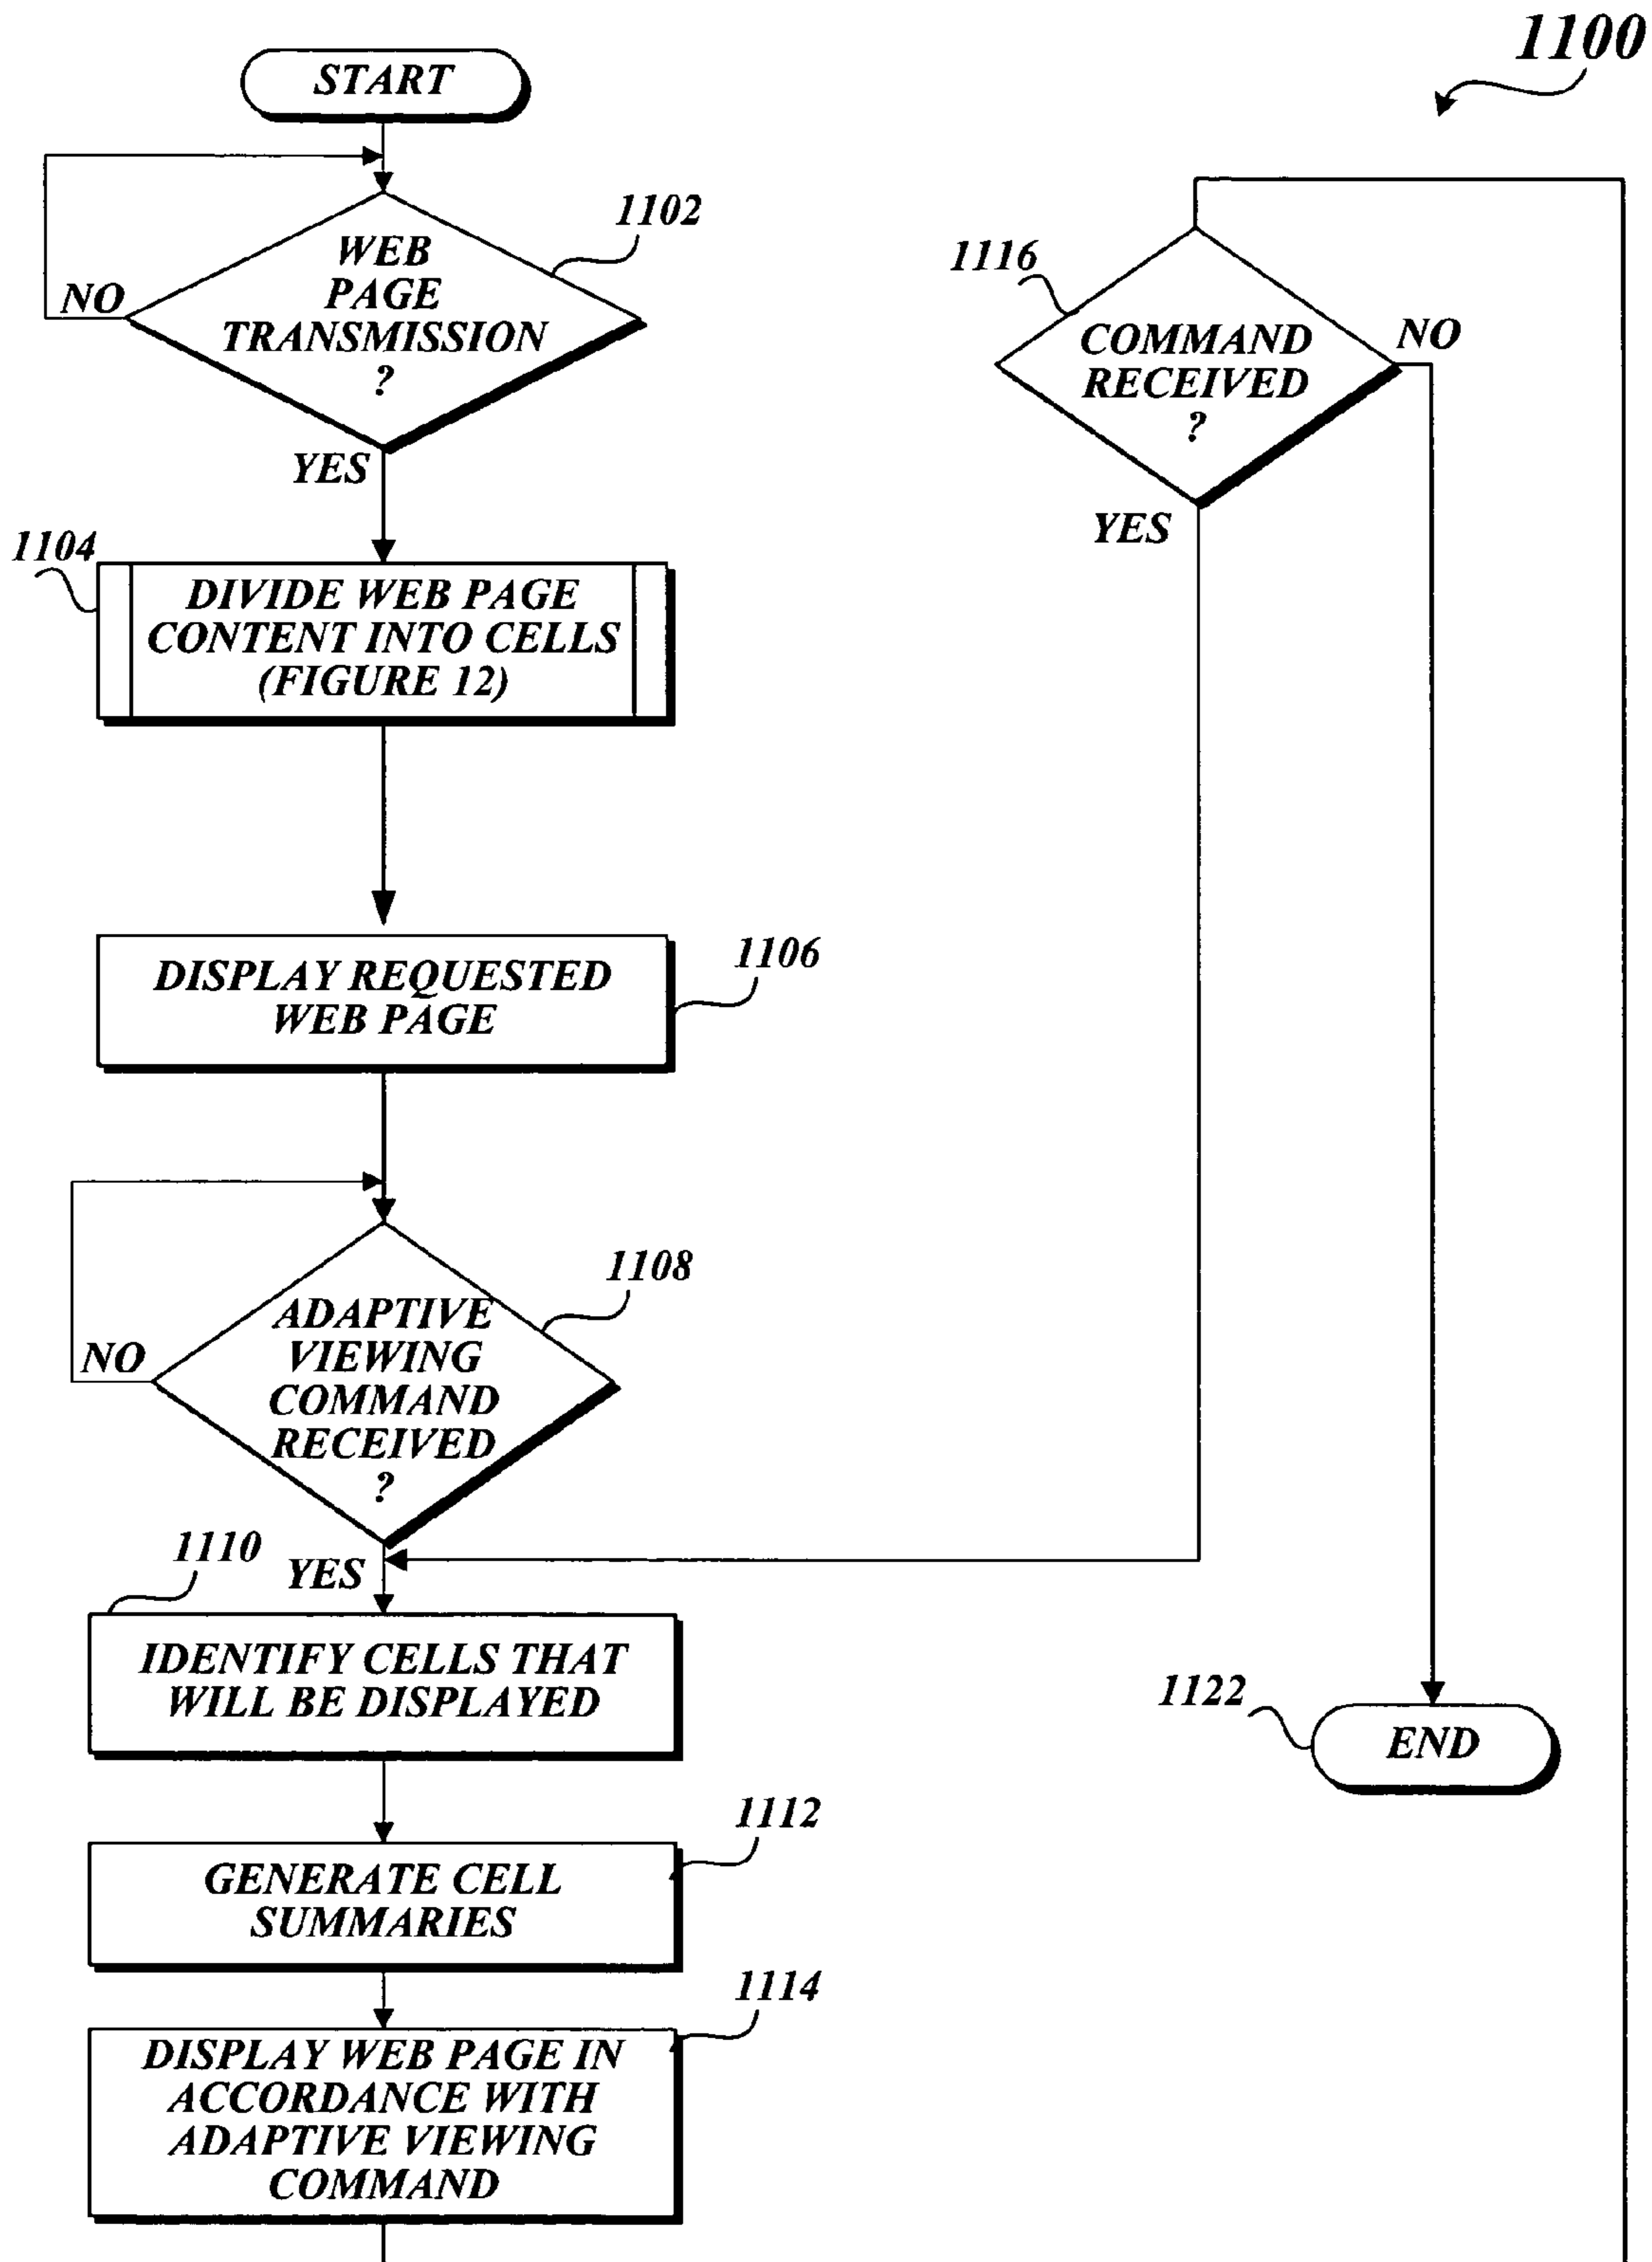 1100
START
1102
WEB
PAGE
TRANSMISSION
?
NO
YES
1104
DIVIDE WEB PAGE
CONTENT INTO CELLS
(FIGURE 12)
1106
DISPLAY REQUESTED
WEB PAGE
1108
ADAPTIVE
VIEWING
COMMAND
RECEIVED
?
NO
YES
1110
IDENTIFY CELLS THAT
WILL BE DISPLAYED
1112
GENERATE CELL
SUMMARIES
1114
DISPLAY WEB PAGE IN
ACCORDANCE WITH
ADAPTIVE VIEWING
COMMAND
1116
COMMAND
RECEIVED
?
NO
YES
1122
END